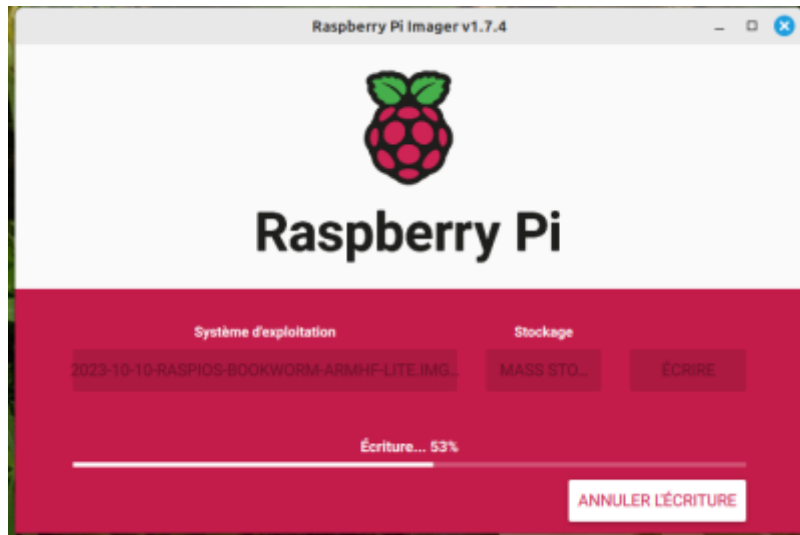 Raspberry Pi Imager v1.7.4
Raspberry Pi
Système d'exploitation
Stockage
2023-10-10-RASPIOS-BOOKWORM-ARMHF-LITE.IMG...
MASS STO...
ÉCRIRE
Écriture... 53%
ANNULER L'ÉCRITURE